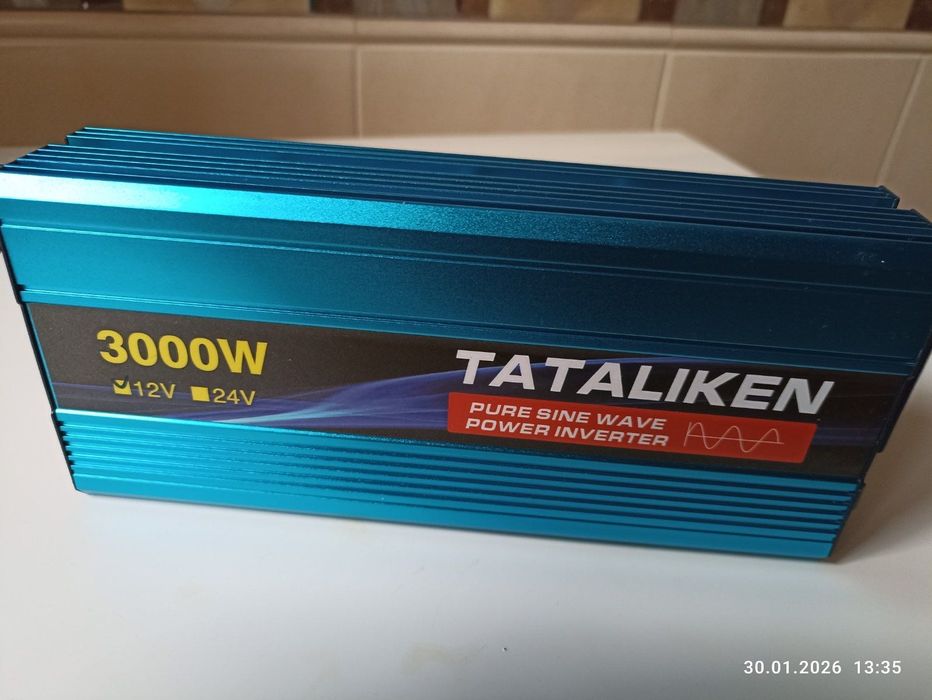 3000W
12V 24V
TATALIKEN
PURE SINE WAVE
POWER INVERTER
30.01.2026 13:35